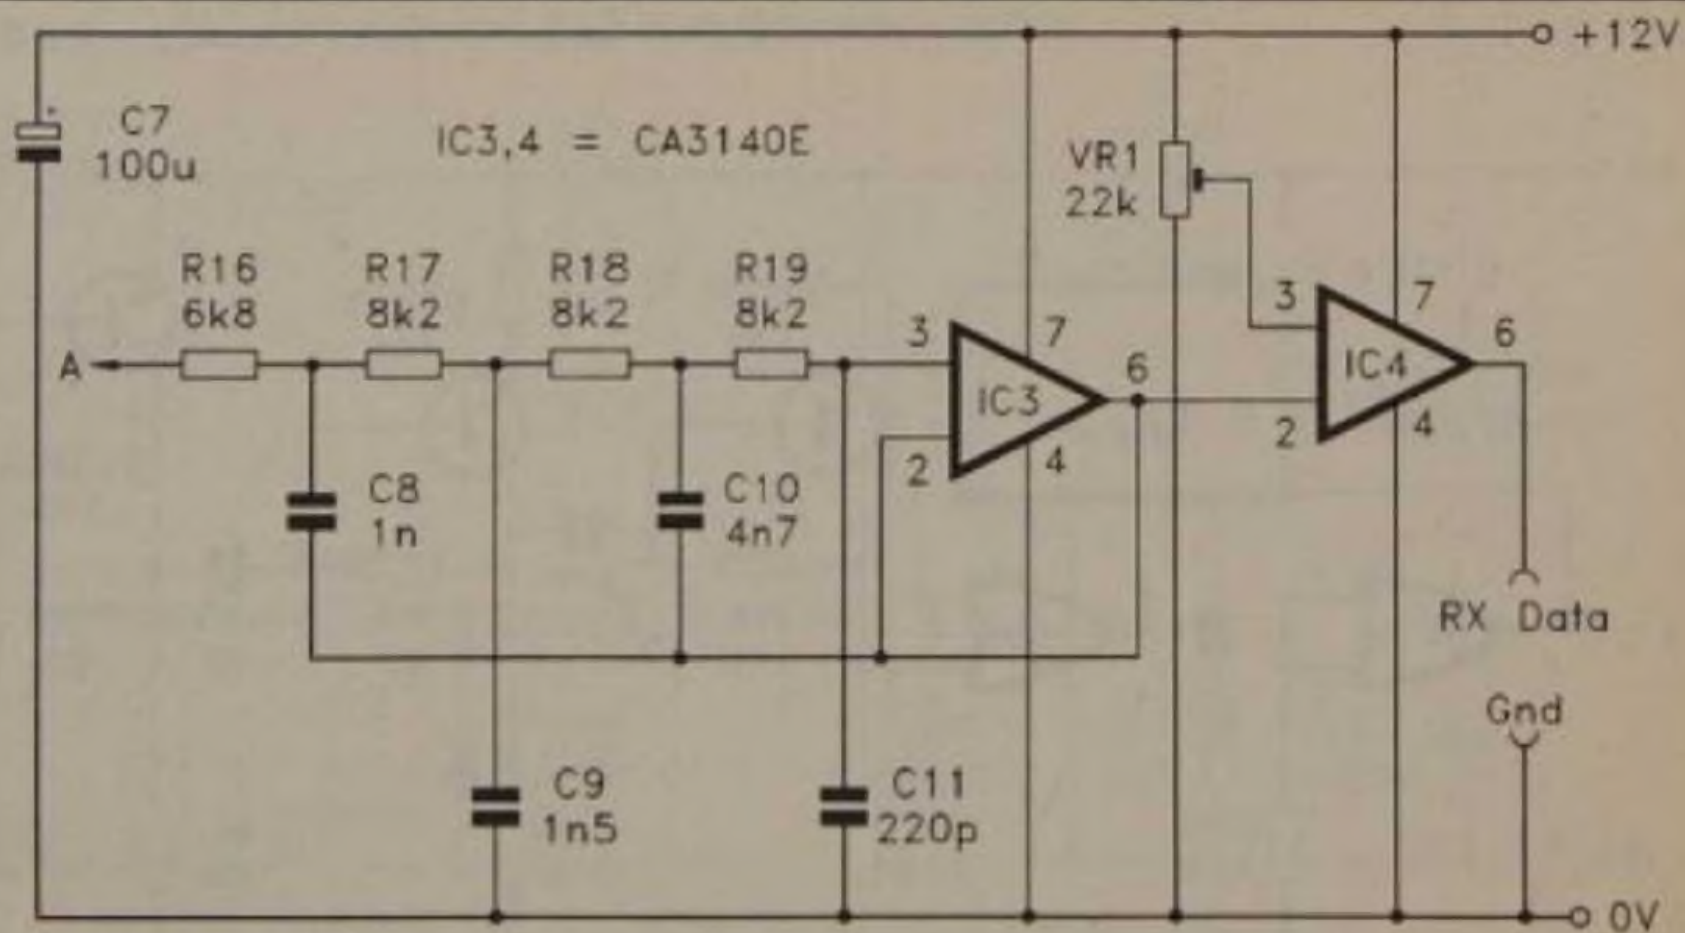 +12V
C7
100u
IC3,4 = CA3140E
VR1
22k
R16
6k8
R17
8k2
R18
8k2
R19
8k2
A
3
7
6
IC3
2
4
3
7
6
IC4
2
4
C8
1n
C10
4n7
RX Data
Gnd
C9
1n5
C11
220p
0V